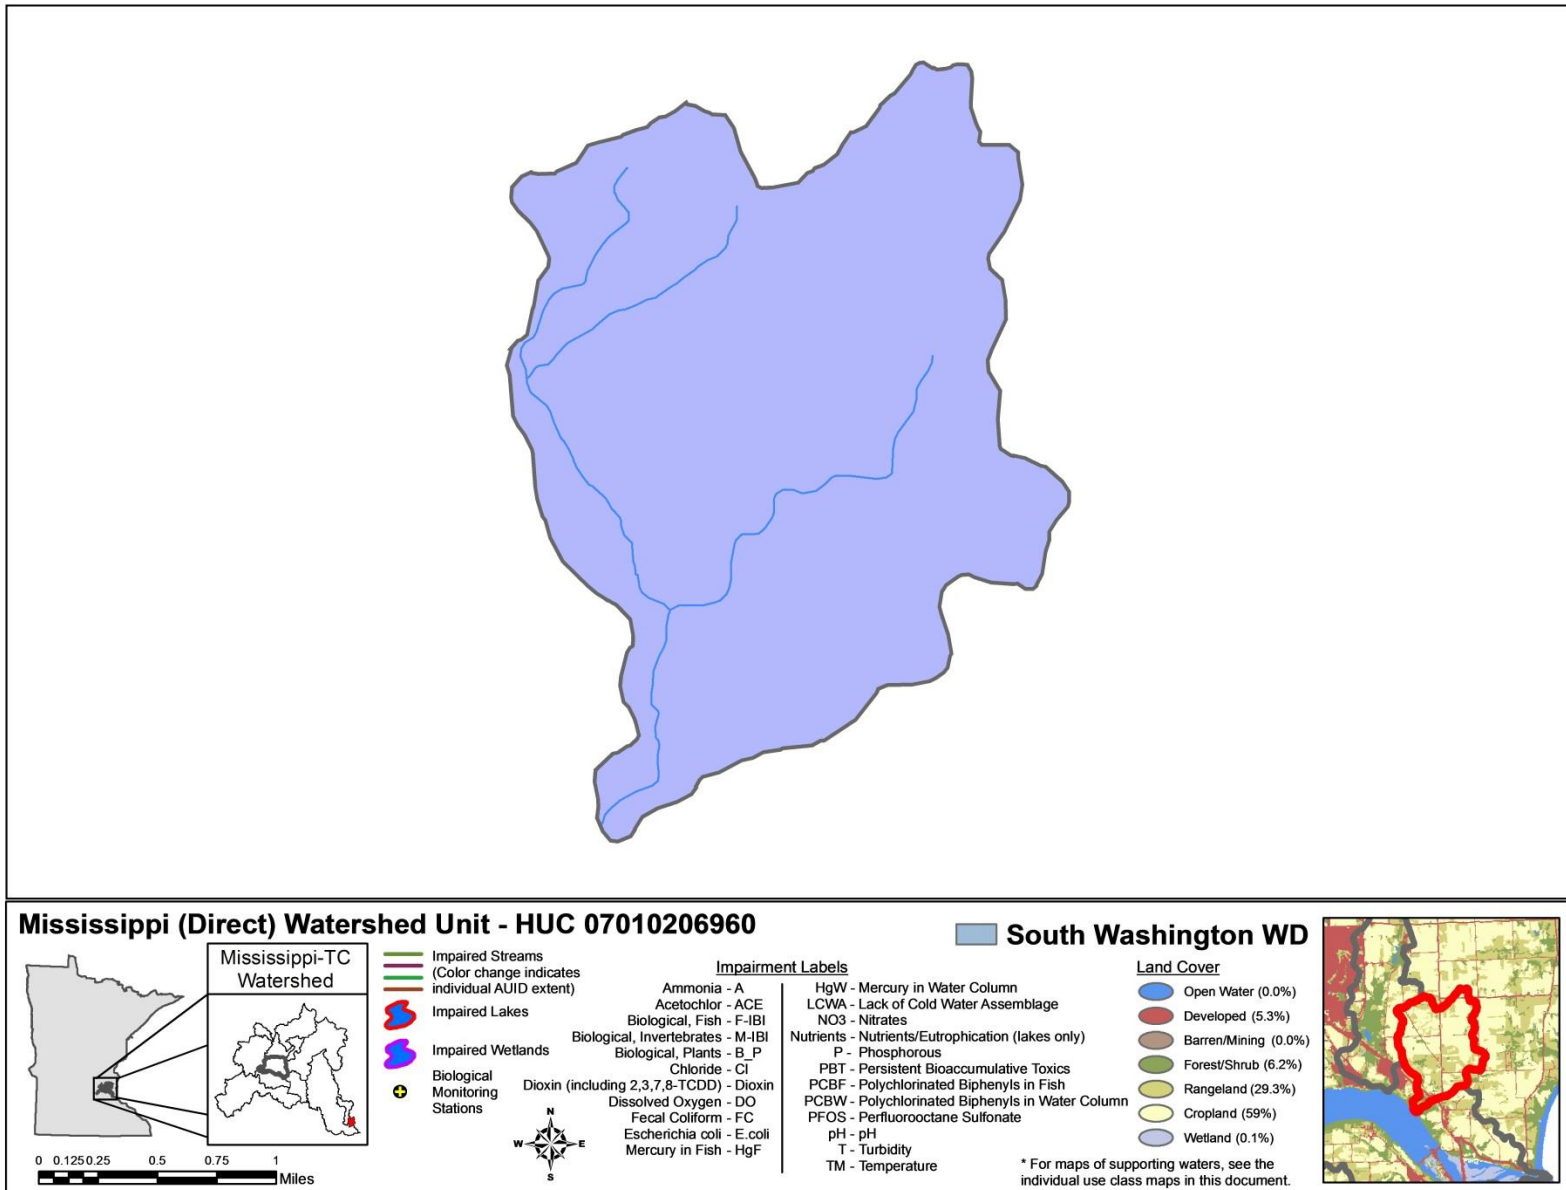 Mississippi (Direct) Watershed Unit - HUC 07010206960
South Washington WD
Mississippi-TC
Watershed
Impaired Streams
(Color change indicates
individual AUID extent)
Impaired Lakes
Impaired Wetlands
Biological
Monitoring
Stations
N
W E
S
0 0.125 0.25 0.5 0.75 1
Miles
Impairment Labels
Ammonia - A
Acetochlor - ACE
Biological, Fish - F-IBI
Biological, Invertebrates - M-IBI
Biological, Plants - B_P
Chloride - Cl
Dioxin (including 2,3,7,8-TCDD) - Dioxin
Dissolved Oxygen - DO
Fecal Coliform - FC
Escherichia coli - E.coli
Mercury in Fish - HgF
HgW - Mercury in Water Column
LCWA - Lack of Cold Water Assemblage
NO3 - Nitrates
Nutrients - Nutrients/Eutrophication (lakes only)
P - Phosphorous
PBT - Persistent Bioaccumulative Toxics
PCBF - Polychlorinated Biphenyls in Fish
PCBW - Polychlorinated Biphenyls in Water Column
PFOS - Perfluorooctane Sulfonate
pH - pH
T - Turbidity
TM - Temperature
Land Cover
Open Water (0.0%)
Developed (5.3%)
Barren/Mining (0.0%)
Forest/Shrub (6.2%)
Rangeland (29.3%)
Cropland (59%)
Wetland (0.1%)
* For maps of supporting waters, see the
individual use class maps in this document.